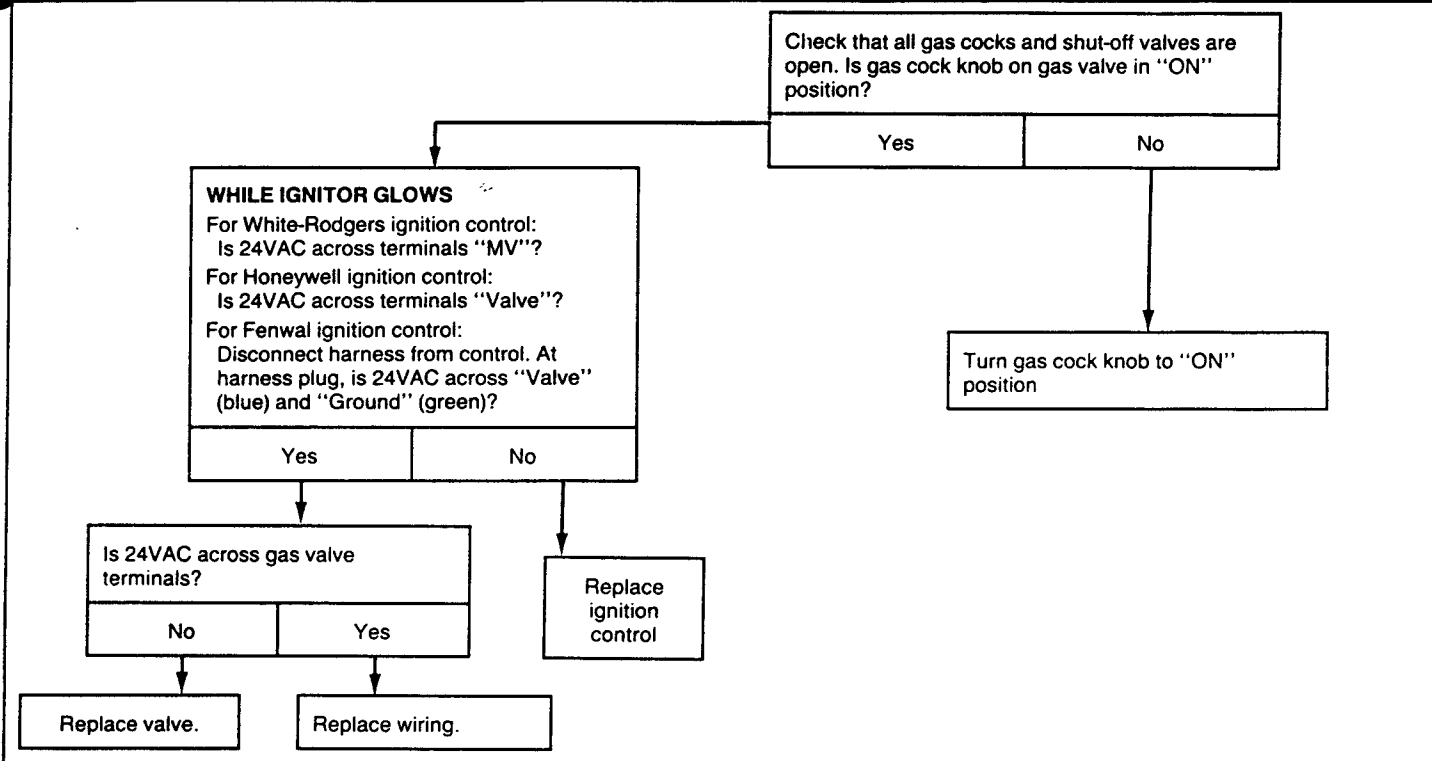 Check that all gas cocks and shut-off valves are
open. Is gas cock knob on gas valve in "ON"
position?
Yes
No
WHILE IGNITOR GLOWS
For White-Rodgers ignition control:
Is 24VAC across terminals "MV"?
For Honeywell ignition control:
Is 24VAC across terminals "Valve"?
For Fenwal ignition control:
Disconnect harness from control. At
harness plug, is 24VAC across "Valve"
(blue) and "Ground" (green)?
Yes
No
Turn gas cock knob to "ON"
position
Is 24VAC across gas valve
terminals?
No
Yes
Replace
ignition
control
Replace valve.
Replace wiring.